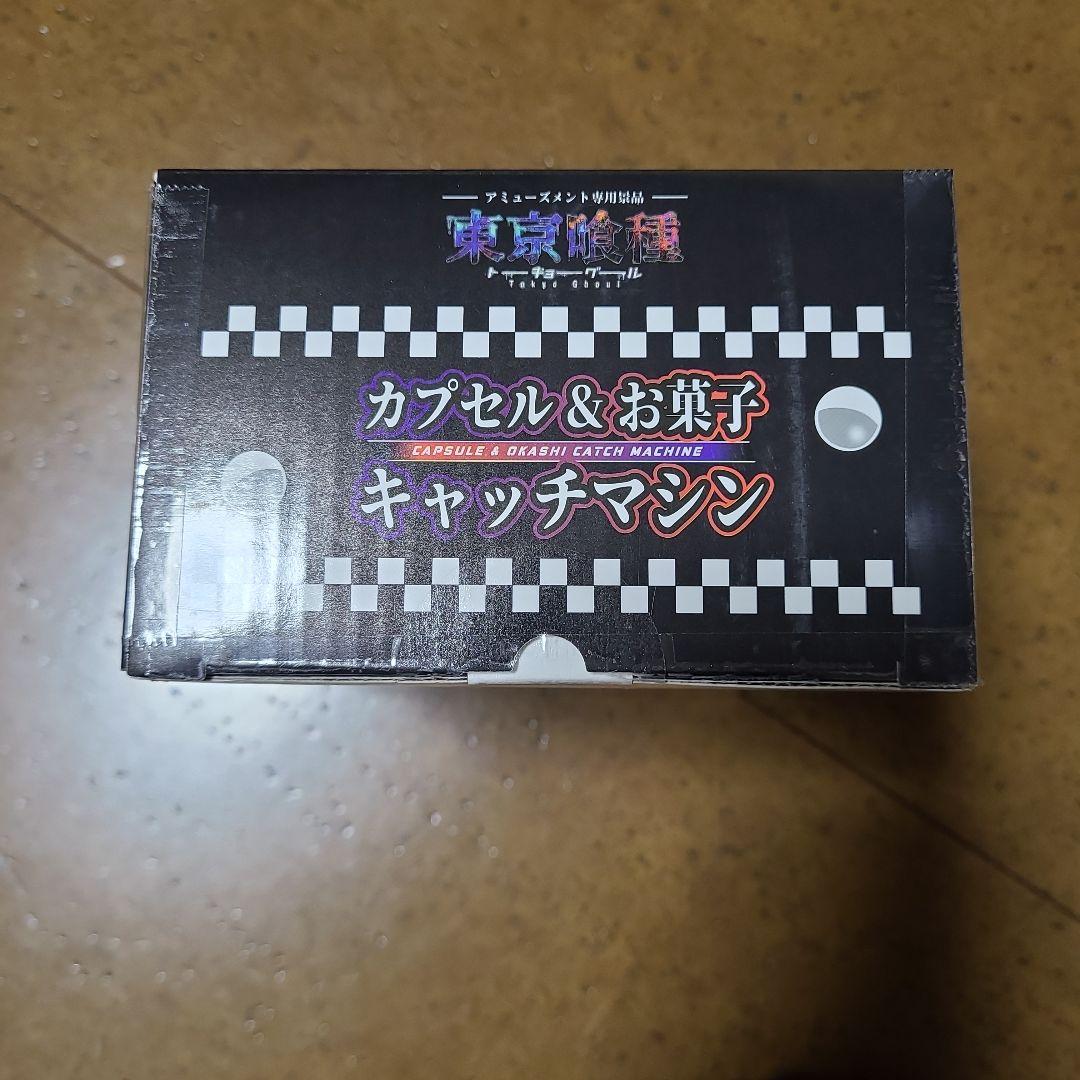 アミューズメント専用景品
東京喰種
トーキョーグール
Tokyo Ghoul
カプセル&お菓子
CAPSULE & OKASHI CATCH MACHINE
キャッチマシン